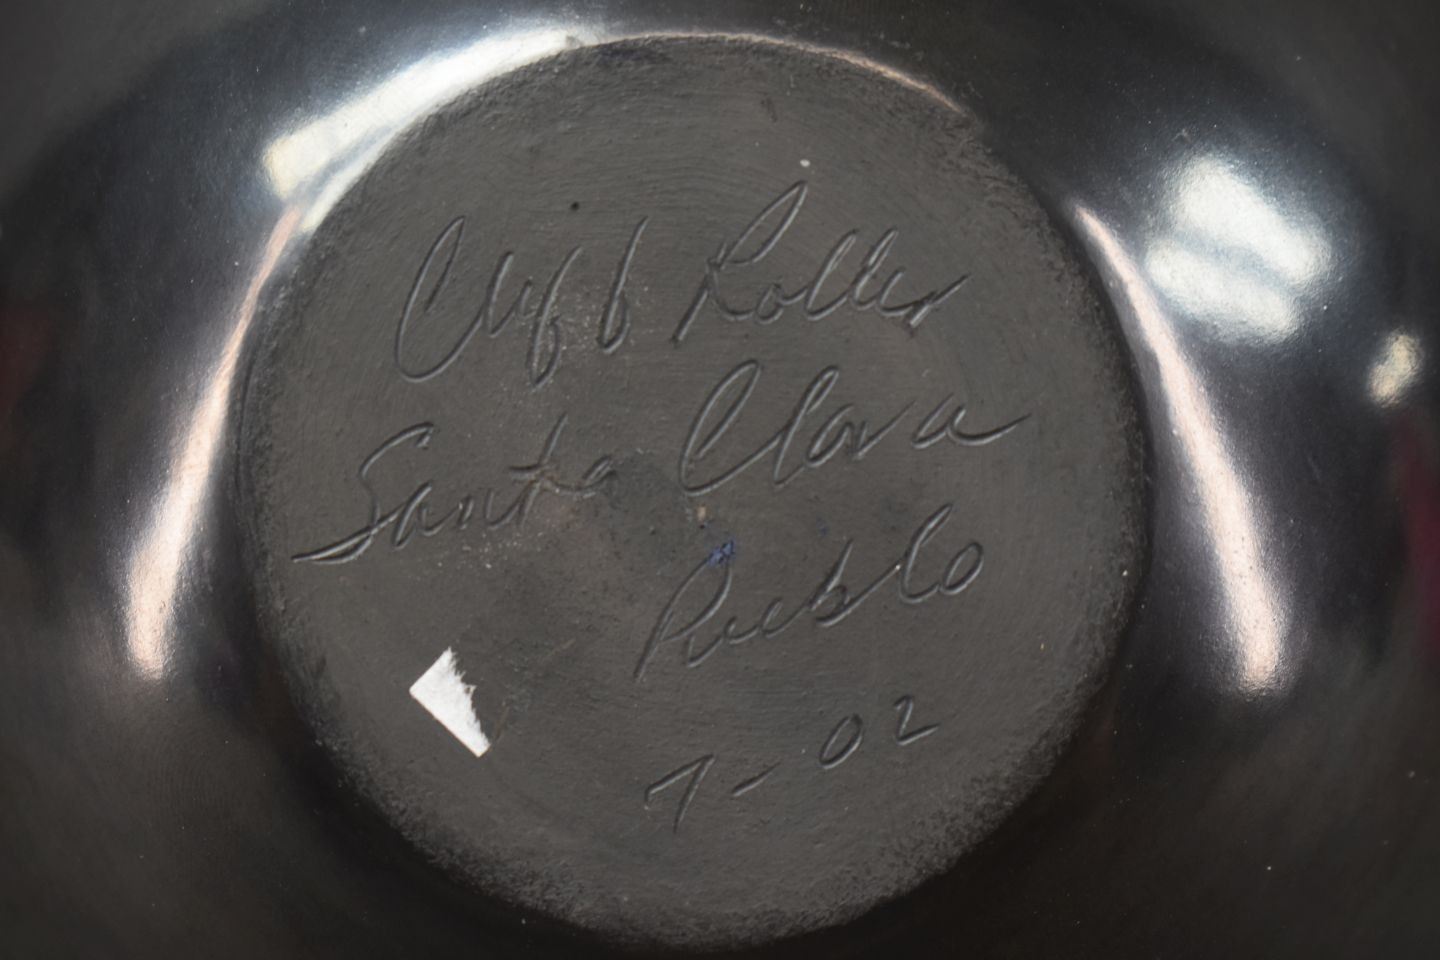 Cliff Roller
Santa Clara
Pueblo
7-02